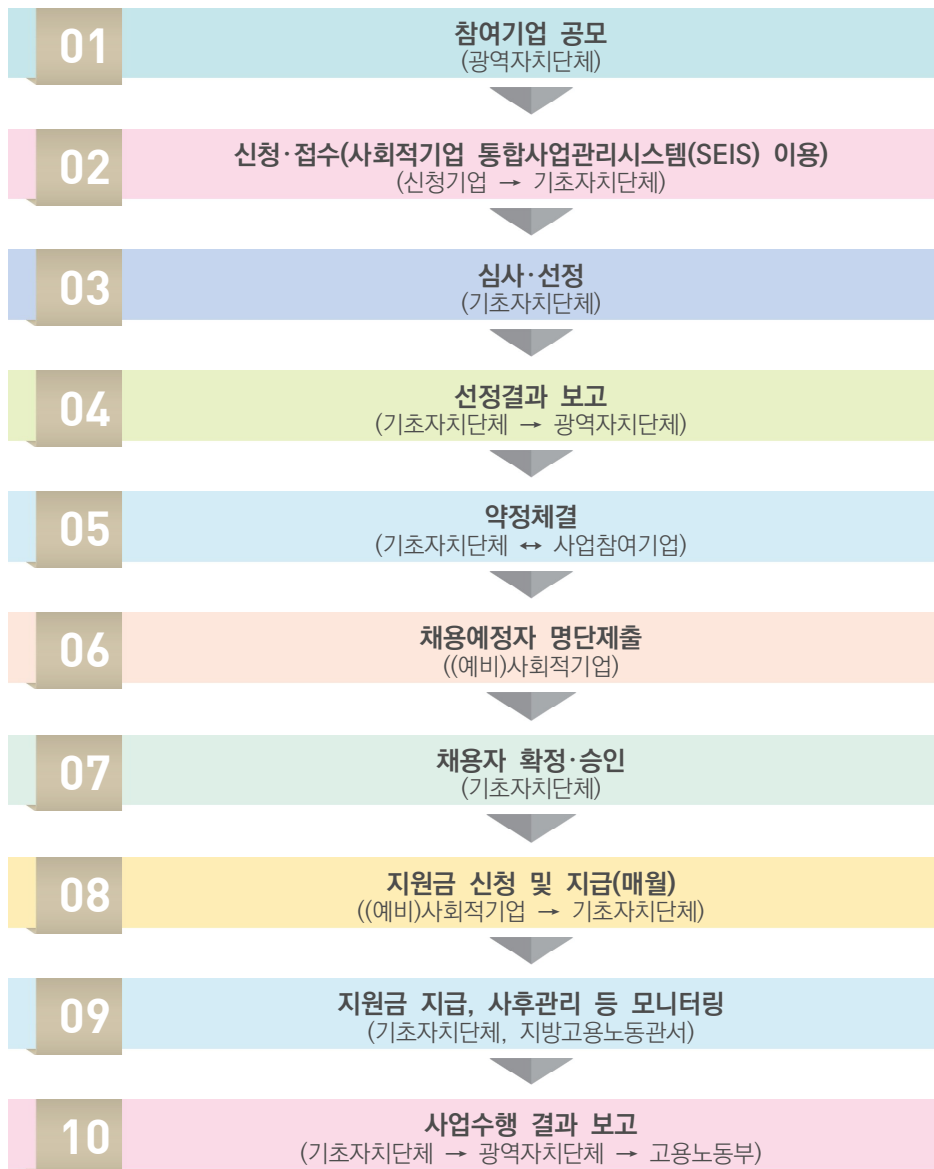 01
참여기업 공모
(광역자치단체)
02
신청·접수(사회적기업 통합사업관리시스템(SEIS) 이용)
(신청기업 → 기초자치단체)
03
심사·선정
(기초자치단체)
04
선정결과 보고
(기초자치단체 → 광역자치단체)
05
약정체결
(기초자치단체 ↔ 사업참여기업)
06
채용예정자 명단제출
((예비)사회적기업)
07
채용자 확정·승인
(기초자치단체)
08
지원금 신청 및 지급(매월)
((예비)사회적기업 → 기초자치단체)
09
지원금 지급, 사후관리 등 모니터링
(기초자치단체, 지방고용노동관서)
10
사업수행 결과 보고
(기초자치단체 → 광역자치단체 → 고용노동부)